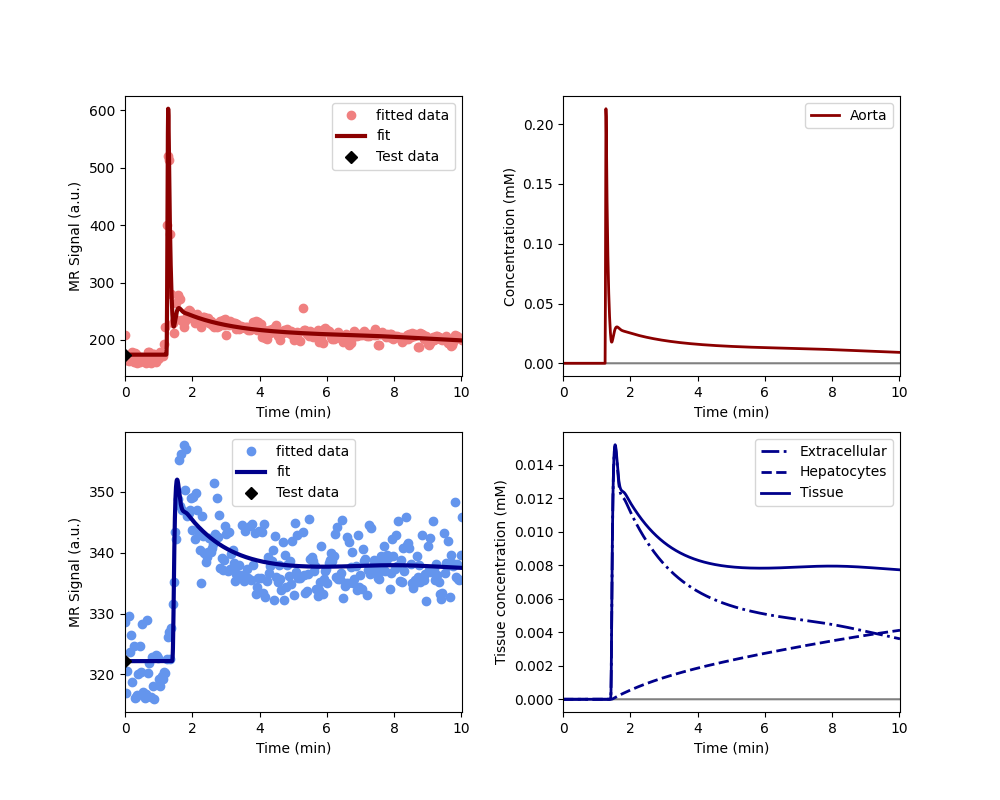 600
500
400
300
200
MR Signal (a.u.)
0 2 4 6 8 10
Time (min)
fitted data
fit
Test data
0.20
0.15
0.10
0.05
0.00
Concentration (mM)
0 2 4 6 8 10
Time (min)
Aorta
350
340
330
320
MR Signal (a.u.)
0 2 4 6 8 10
Time (min)
fitted data
fit
Test data
0.014
0.012
0.010
0.008
0.006
0.004
0.002
0.000
Tissue concentration (mM)
0 2 4 6 8 10
Time (min)
Extracellular
Hepatocytes
Tissue